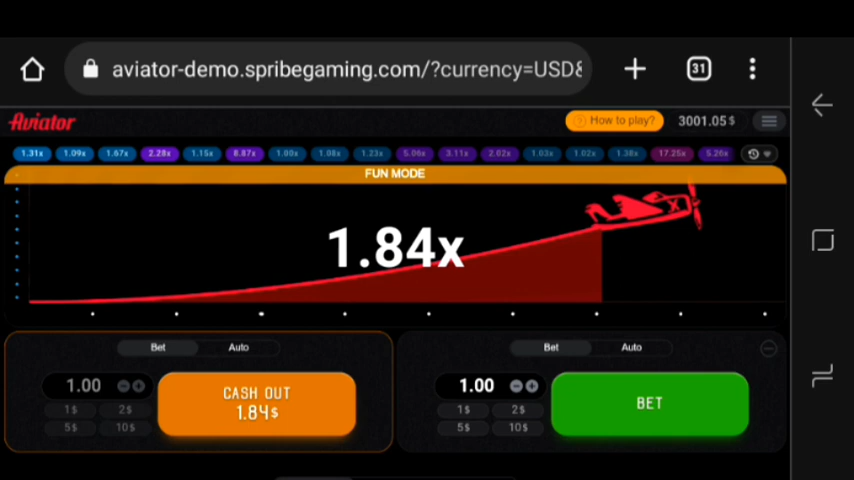 aviator-demo.spribegaming.com/?currency=USD&
31
Aviator
? How to play?
3001.05$
1.31x 1.09x 1.67x 2.28x 1.15x 8.87x 1.00x 1.08x 1.23x 5.06x 3.11x 2.02x 1.03x 1.02x 1.38x 17.25x 5.26x
FUN MODE
1.84x
Bet Auto
1.00
1$ 2$
5$ 10$
CASH OUT
1.84$
Bet Auto
1.00
1$ 2$
5$ 10$
BET